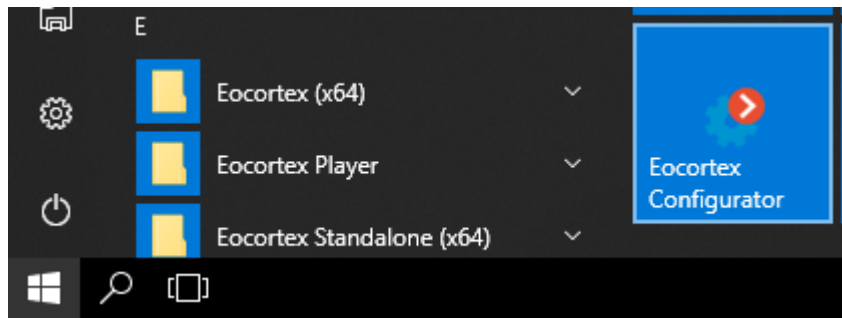 E
Eocortex (x64)
Eocortex Player
Eocortex Standalone (x64)
Eocortex
Configurator